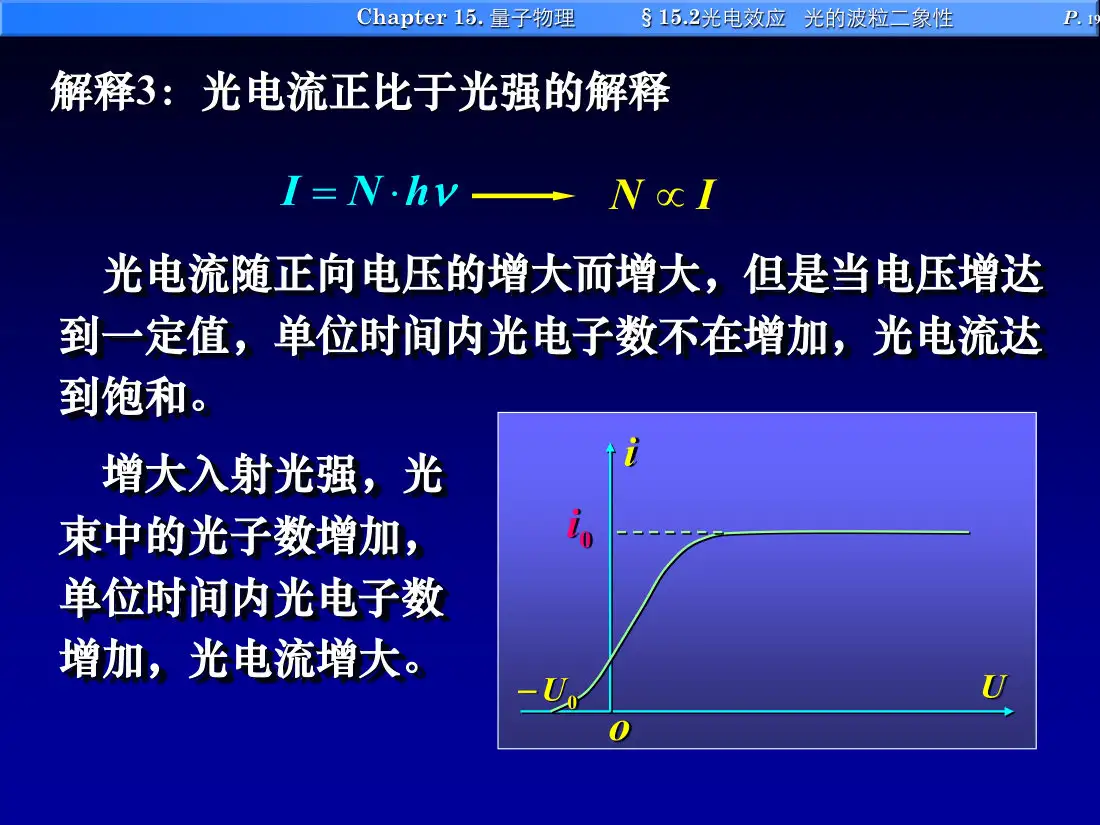 Chapter 15. 量子物理 §15.2光电效应 光的波粒二象性 P. 19
解释3：光电流正比于光强的解释
I = N · hν → N ∝ I
光电流随正向电压的增大而增大，但是当电压增达
到一定值，单位时间内光电子数不在增加，光电流达
到饱和。
增大入射光强，光
束中的光子数增加，
单位时间内光电子数
增加，光电流增大。
i
i₀
−U₀
U
o